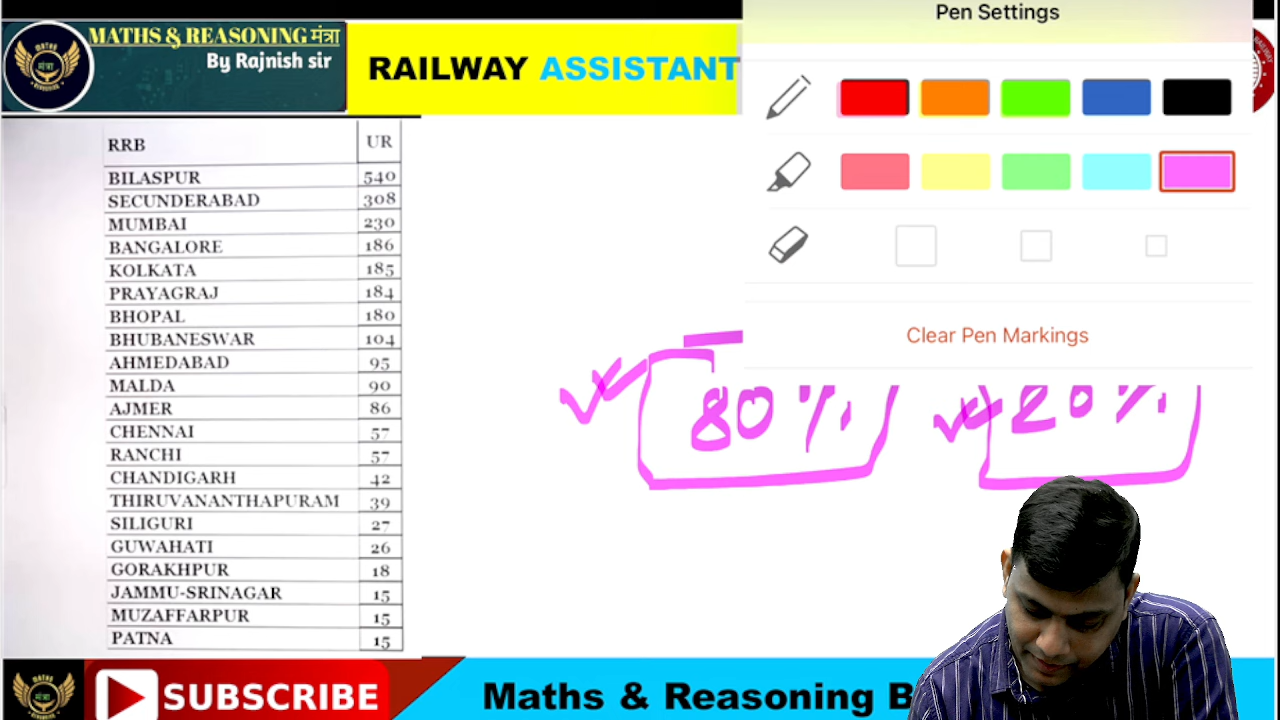 MATHS & REASONING मंत्रा
By Rajnish sir
RAILWAY ASSISTANT
Pen Settings
Clear Pen Markings
RRB UR
BILASPUR 540
SECUNDERABAD 308
MUMBAI 230
BANGALORE 186
KOLKATA 185
PRAYAGRAJ 184
BHOPAL 180
BHUBANESWAR 104
AHMEDABAD 95
MALDA 90
AJMER 86
CHENNAI 57
RANCHI 57
CHANDIGARH 42
THIRUVANANTHAPURAM 39
SILIGURI 27
GUWAHATI 26
GORAKHPUR 18
JAMMU-SRINAGAR 15
MUZAFFARPUR 15
PATNA 15
80% 20%
SUBSCRIBE
Maths & Reasoning B